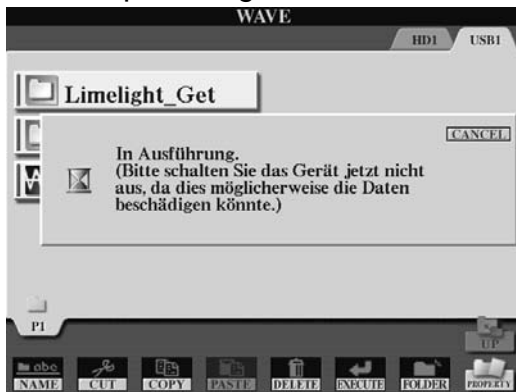 WAVE
HD1 USB1
Limelight_Get
CANCEL
In Ausführung.
(Bitte schalten Sie das Gerät jetzt nicht
aus, da dies möglicherweise die Daten
beschädigen könnte.)
P1
UP
abc
NAME CUT COPY PASTE DELETE EXECUTE FOLDER PROPERTY